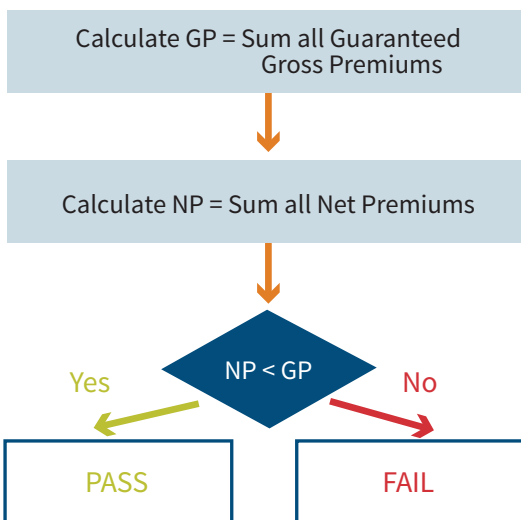 Calculate GP = Sum all Guaranteed
Gross Premiums
Calculate NP = Sum all Net Premiums
NP < GP
Yes
No
PASS
FAIL